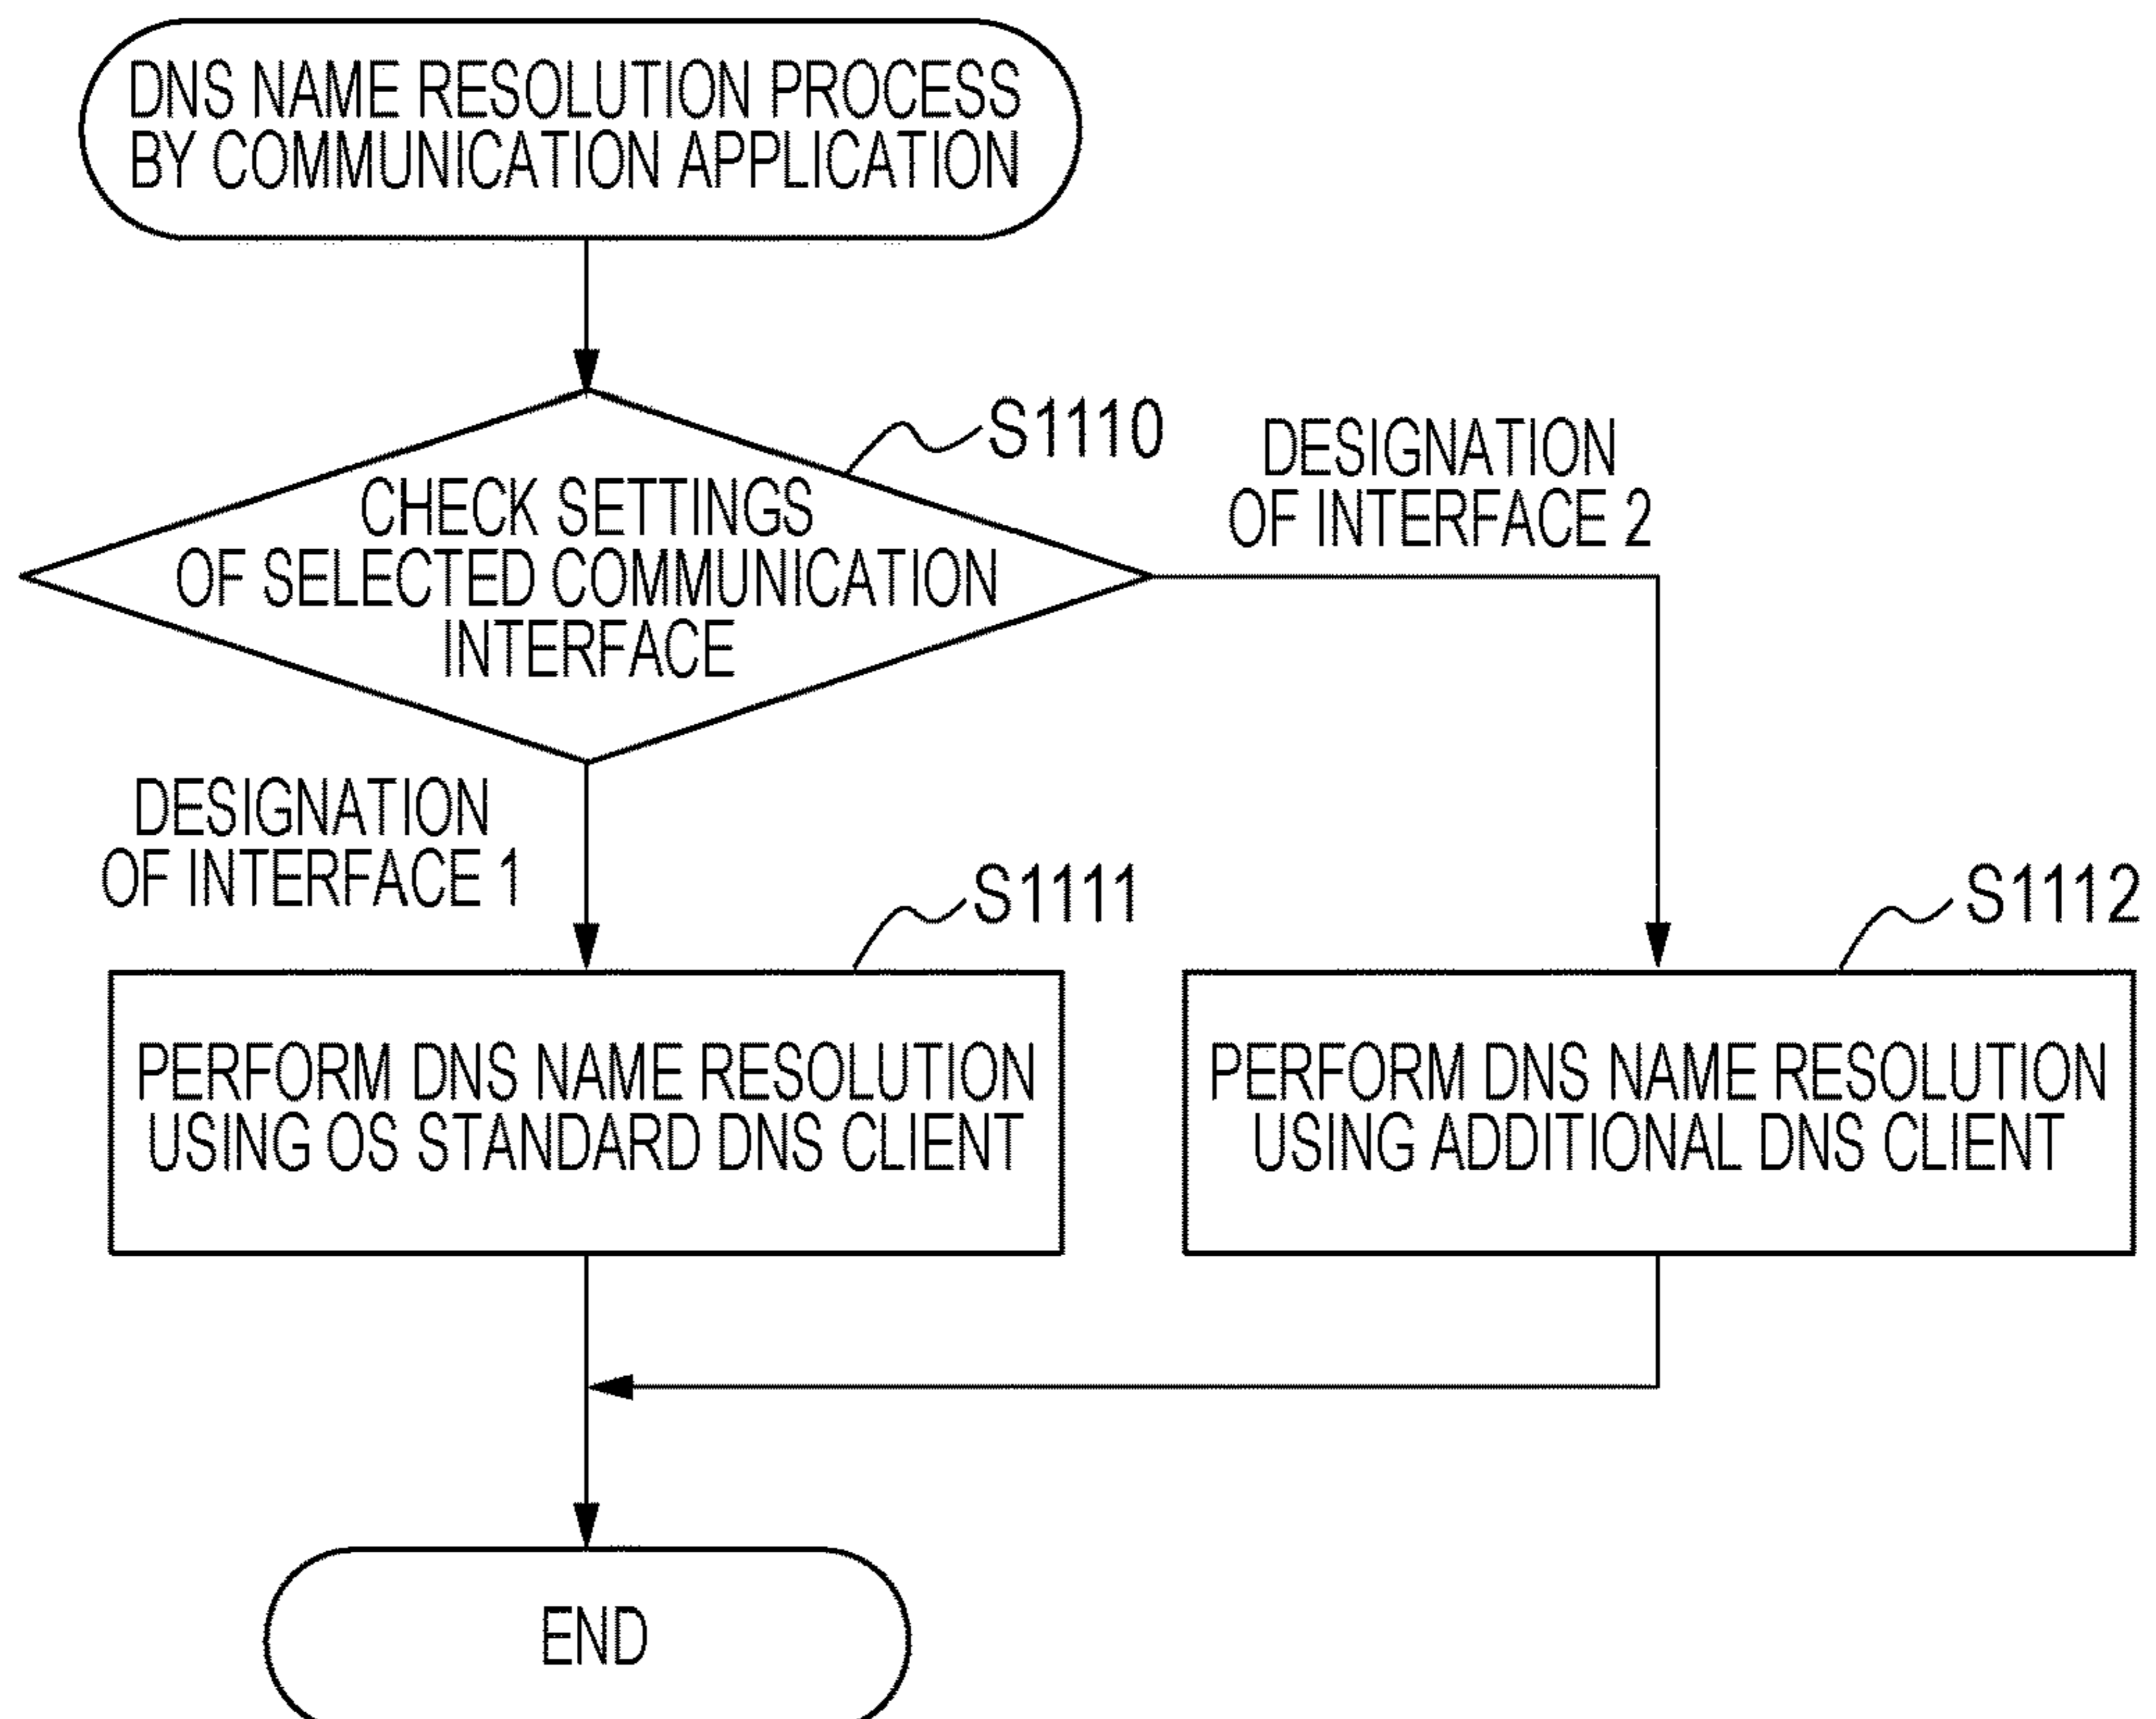 DNS NAME RESOLUTION PROCESS
BY COMMUNICATION APPLICATION
S1110
CHECK SETTINGS
OF SELECTED COMMUNICATION
INTERFACE
DESIGNATION
OF INTERFACE 2
DESIGNATION
OF INTERFACE 1
S1111
PERFORM DNS NAME RESOLUTION
USING OS STANDARD DNS CLIENT
S1112
PERFORM DNS NAME RESOLUTION
USING ADDITIONAL DNS CLIENT
END